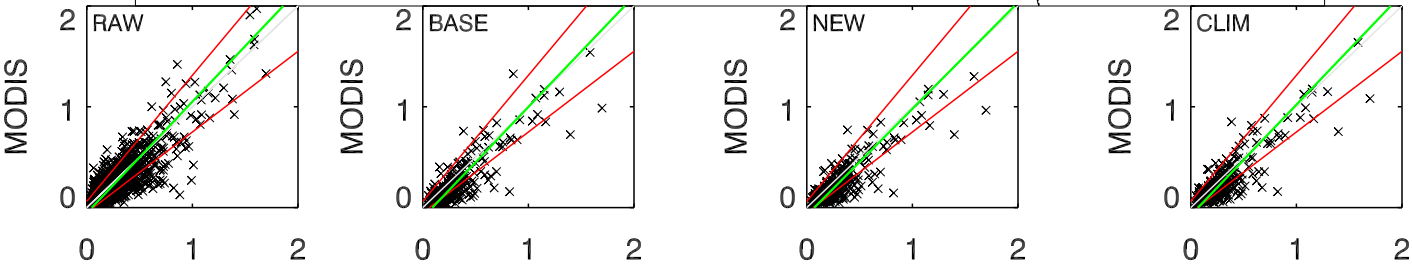 2 RAW 2 BASE 2 NEW 2 CLIM
MODIS MODIS MODIS MODIS
1 1 1 1
0 0 0 0
0 1 2 0 1 2 0 1 2 0 1 2